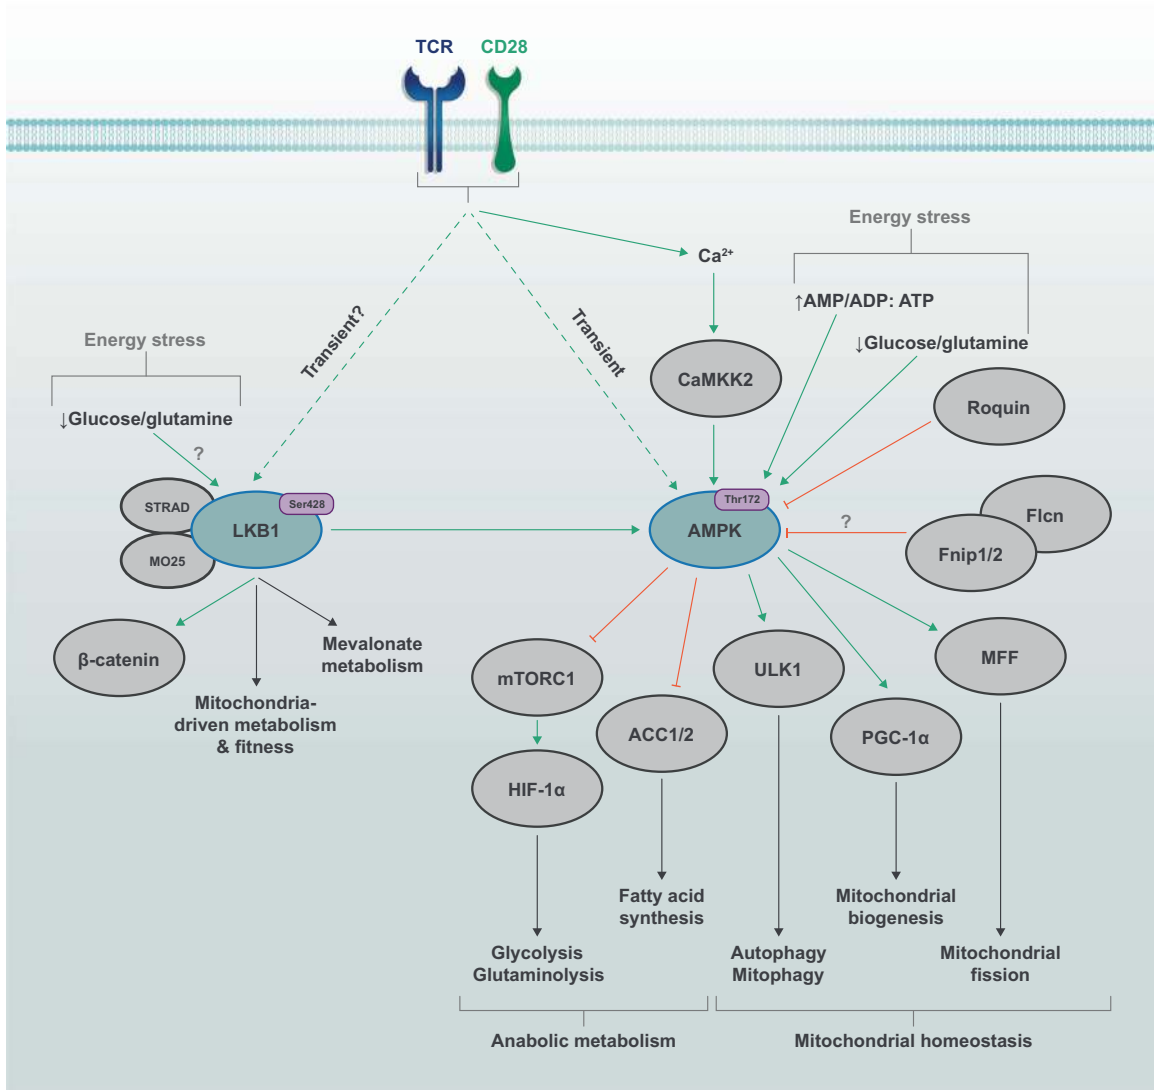 TCR
CD28
Energy stress
Ca²⁺
↑AMP/ADP: ATP
Transient?
Transient
Energy stress
↓Glucose/glutamine
CaMKK2
Roquin
↓Glucose/glutamine
?
STRAD
LKB1
Ser428
MO25
AMPK
Thr172
?
Flcn
Fnip1/2
β-catenin
Mevalonate
metabolism
Mitochondria-
driven metabolism
& fitness
mTORC1
ULK1
MFF
ACC1/2
PGC-1α
HIF-1α
Fatty acid
synthesis
Mitochondrial
biogenesis
Glycolysis
Glutaminolysis
Autophagy
Mitophagy
Mitochondrial
fission
Anabolic metabolism
Mitochondrial homeostasis